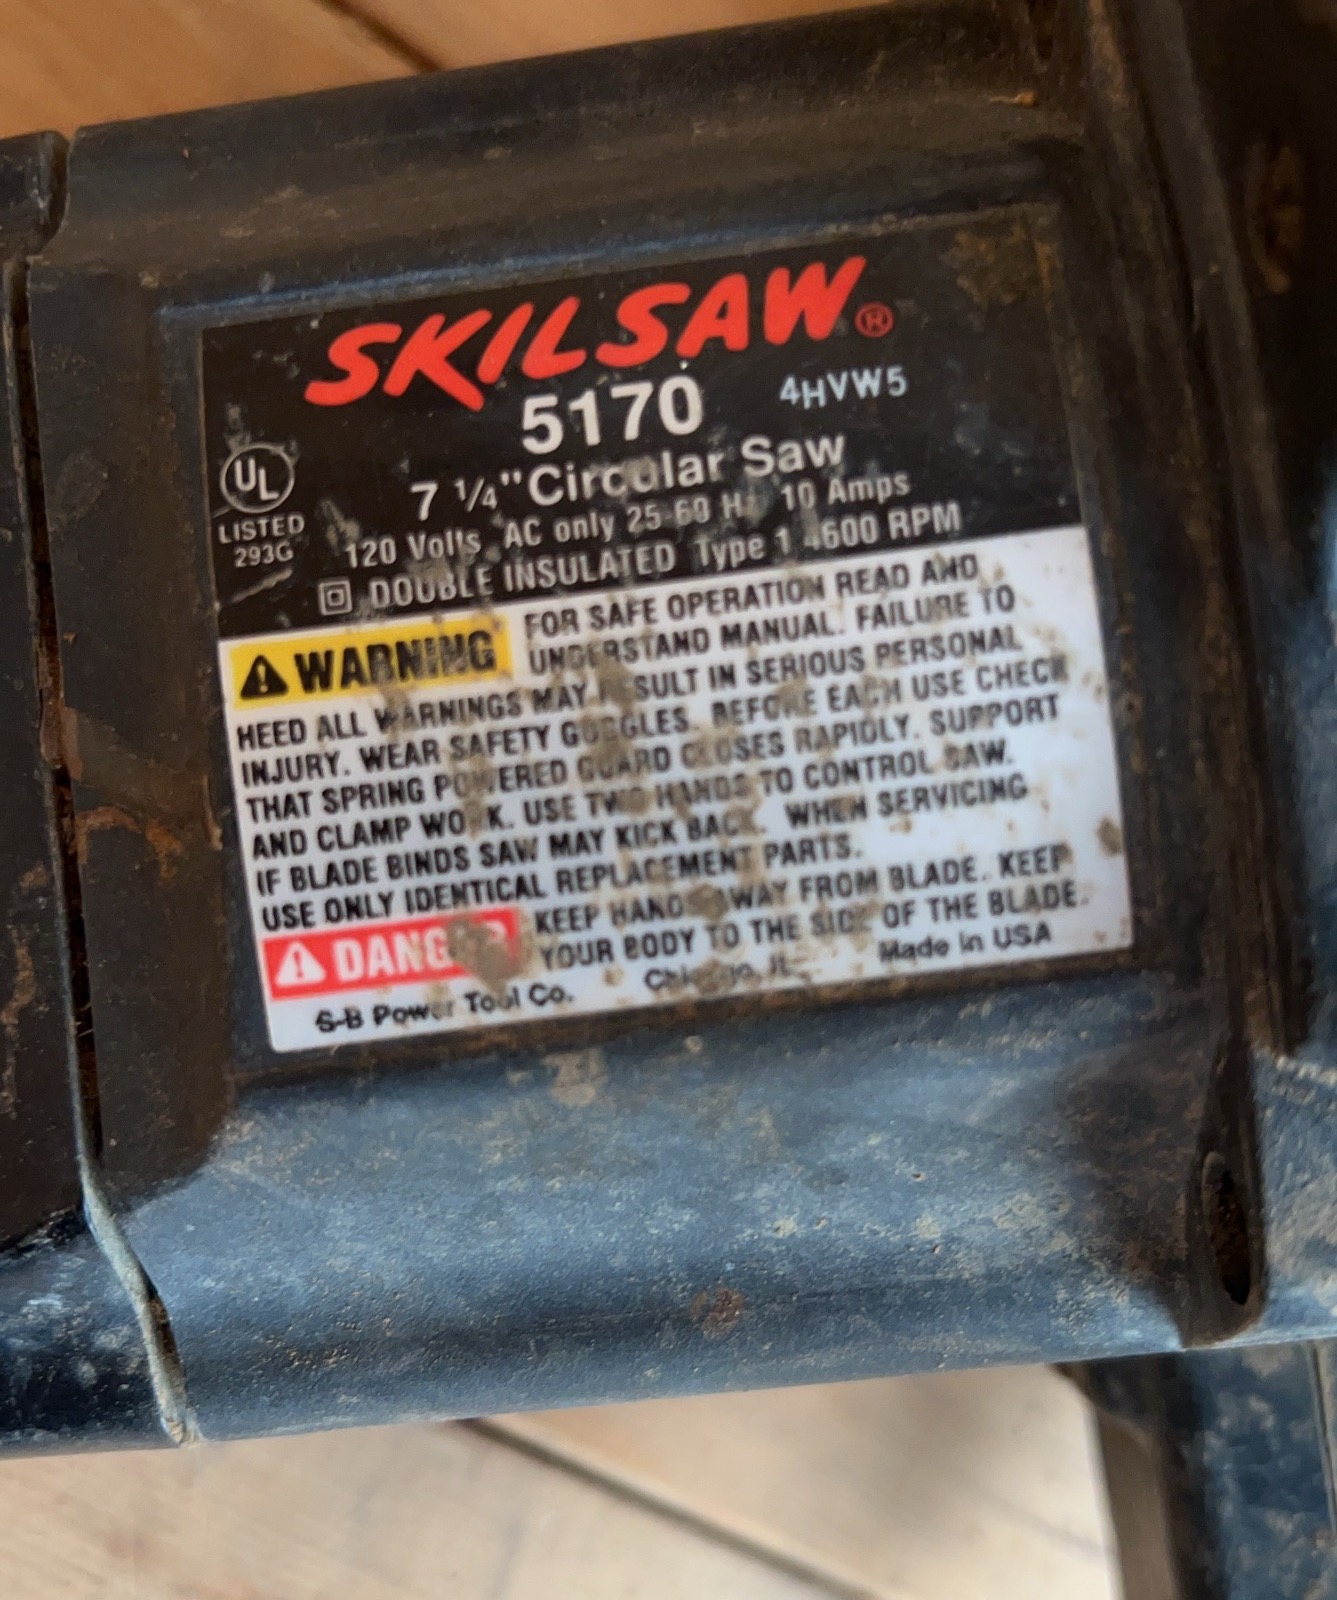 SKILSAW®
5170 4HVW5
7 1/4" Circular Saw
UL
LISTED
293G
120 Volts AC only 25-60 Hz 10 Amps
DOUBLE INSULATED Type 1 4600 RPM
WARNING FOR SAFE OPERATION READ AND
UNDERSTAND MANUAL. FAILURE TO
HEED ALL WARNINGS MAY RESULT IN SERIOUS PERSONAL
INJURY. WEAR SAFETY GOGGLES. BEFORE EACH USE CHECK
THAT SPRING POWERED GUARD CLOSES RAPIDLY. SUPPORT
AND CLAMP WORK. USE TWO HANDS TO CONTROL SAW.
IF BLADE BINDS SAW MAY KICK BACK. WHEN SERVICING
USE ONLY IDENTICAL REPLACEMENT PARTS.
DANGER KEEP HANDS AWAY FROM BLADE. KEEP
YOUR BODY TO THE SIDE OF THE BLADE.
S-B Power Tool Co. Chicago, IL Made in USA